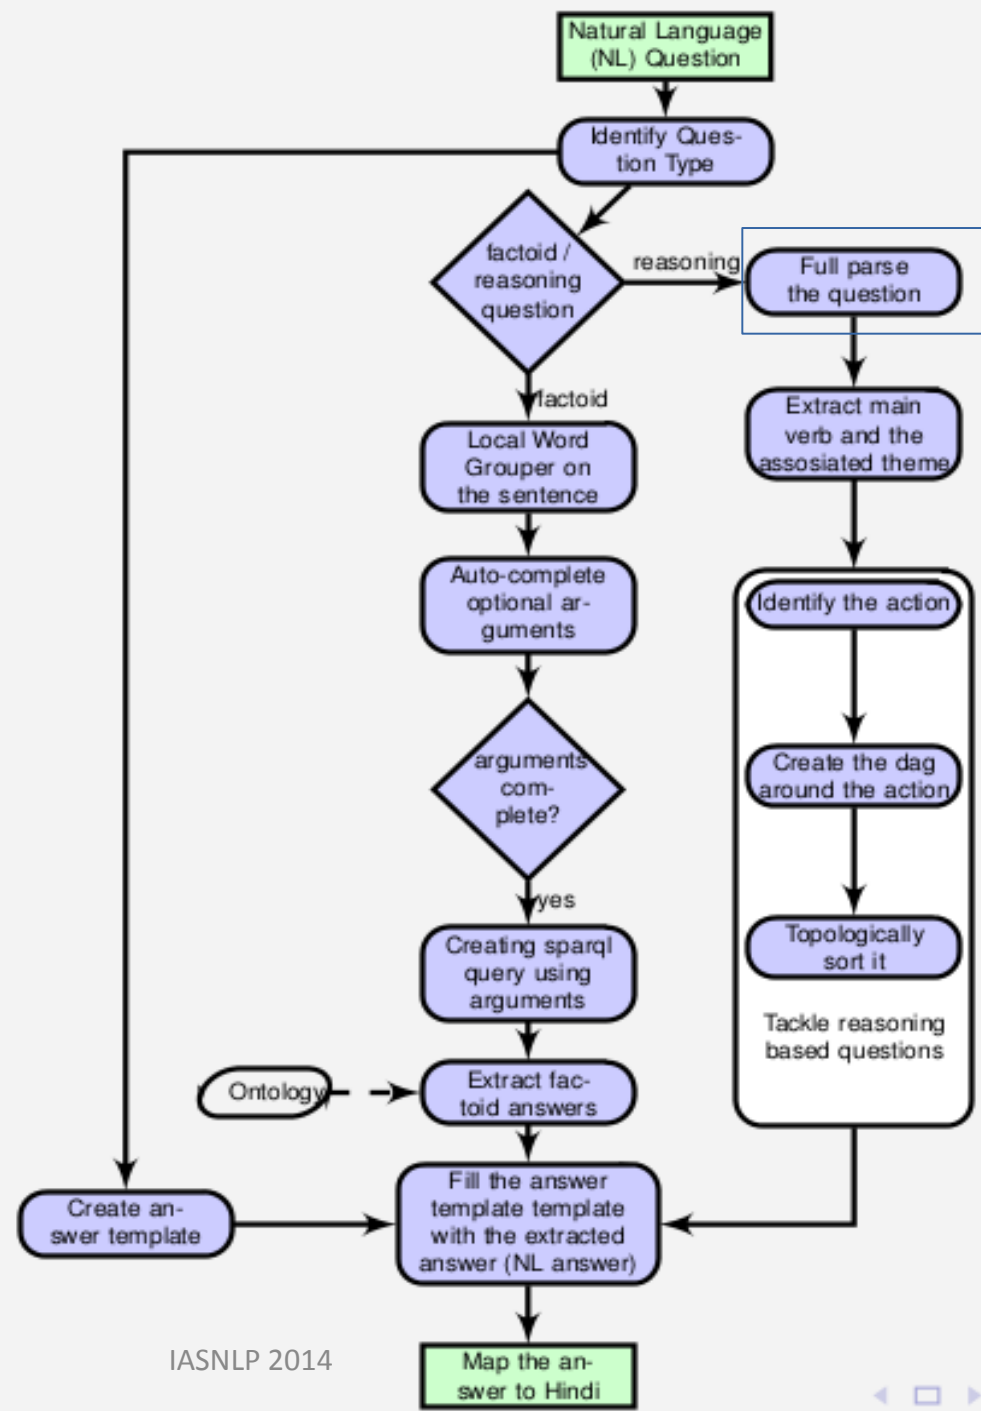 Natural Language
(NL) Question
Identify Ques-
tion Type
factoid /
reasoning
question
reasoning
Full parse
the question
factoid
Extract main
verb and the
assosiated theme
Local Word
Grouper on
the sentence
Auto-complete
optional ar-
guments
Identify the action
arguments
com-
plete?
Create the dag
around the action
yes
Creating sparql
query using
arguments
Topologically
sort it
Tackle reasoning
based questions
Ontology
Extract fac-
toid answers
Create an-
swer template
Fill the answer
template template
with the extracted
answer (NL answer)
IASNLP 2014
Map the an-
swer to Hindi